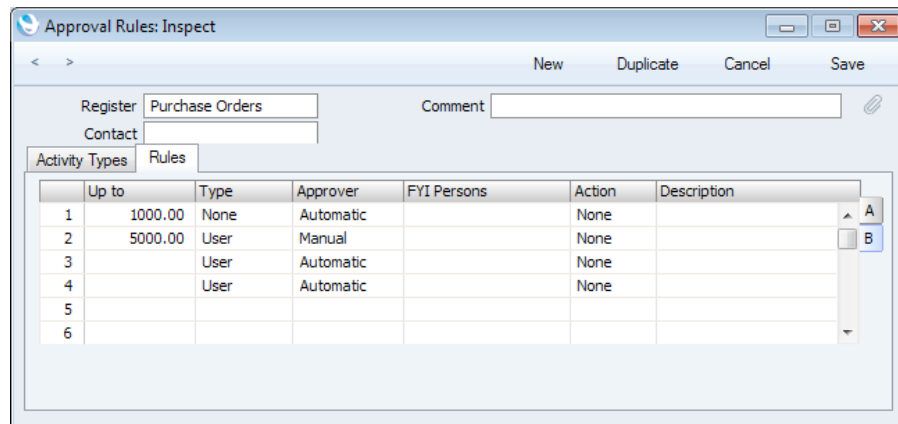 Approval Rules: Inspect
< > New Duplicate Cancel Save
Register Purchase Orders Comment
Contact
Activity Types Rules
Up to Type Approver FYI Persons Action Description
1 1000.00 None Automatic None A
2 5000.00 User Manual None B
3 User Automatic None
4 User Automatic None
5
6